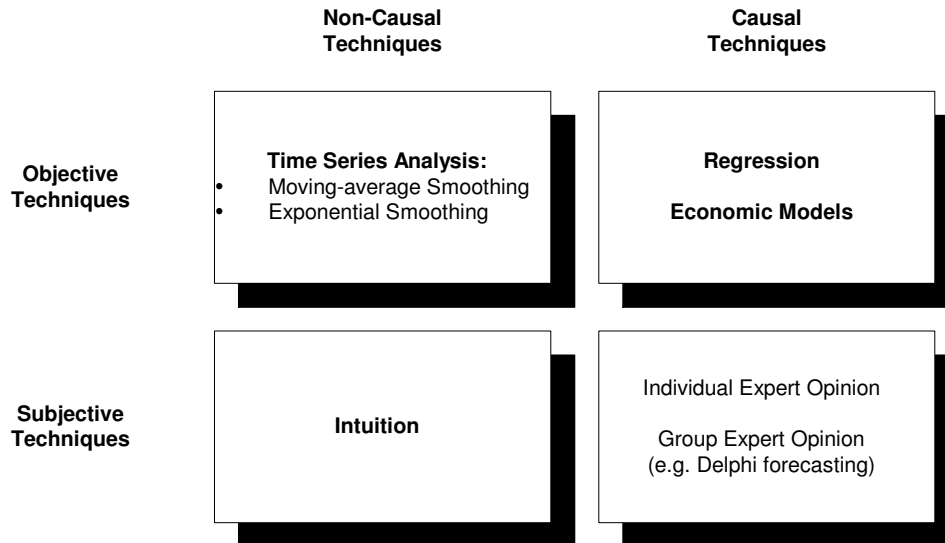 Non-Causal
Techniques
Causal
Techniques
Objective
Techniques
Time Series Analysis:
• Moving-average Smoothing
• Exponential Smoothing
Regression
Economic Models
Subjective
Techniques
Intuition
Individual Expert Opinion
Group Expert Opinion
(e.g. Delphi forecasting)